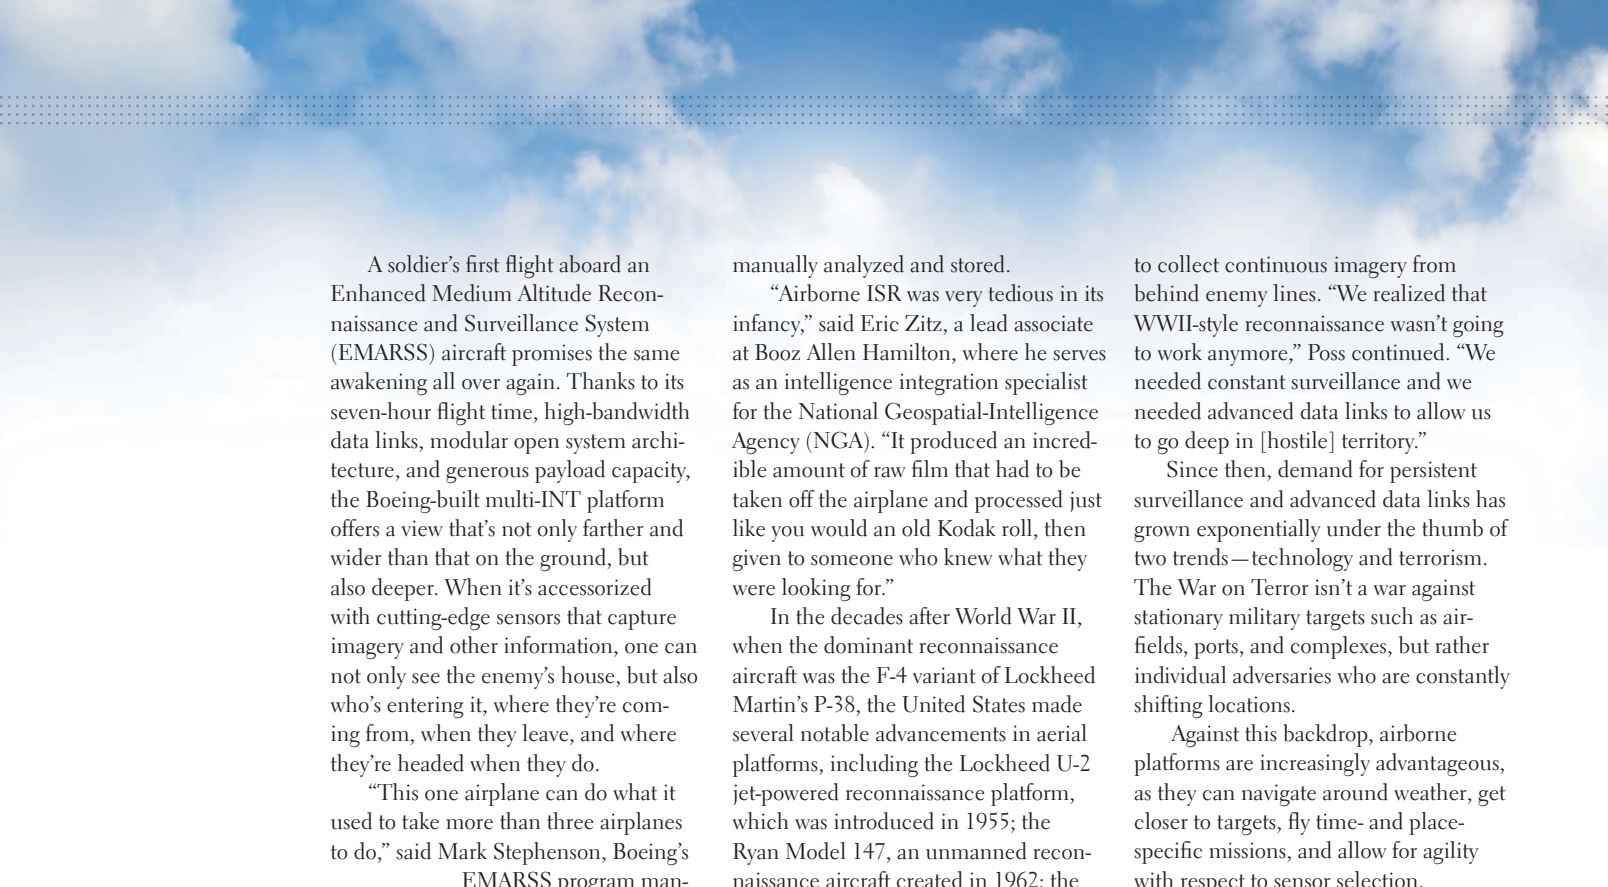 A soldier’s first flight aboard an
Enhanced Medium Altitude Recon-
naissance and Surveillance System
(EMARSS) aircraft promises the same
awakening all over again. Thanks to its
seven-hour flight time, high-bandwidth
data links, modular open system archi-
tecture, and generous payload capacity,
the Boeing-built multi-INT platform
offers a view that’s not only farther and
wider than that on the ground, but
also deeper. When it’s accessorized
with cutting-edge sensors that capture
imagery and other information, one can
not only see the enemy’s house, but also
who’s entering it, where they’re com-
ing from, when they leave, and where
they’re headed when they do.
“This one airplane can do what it
used to take more than three airplanes
to do,” said Mark Stephenson, Boeing’s
EMARSS program man-
manually analyzed and stored.
“Airborne ISR was very tedious in its
infancy,” said Eric Zitz, a lead associate
at Booz Allen Hamilton, where he serves
as an intelligence integration specialist
for the National Geospatial-Intelligence
Agency (NGA). “It produced an incred-
ible amount of raw film that had to be
taken off the airplane and processed just
like you would an old Kodak roll, then
given to someone who knew what they
were looking for.”
In the decades after World War II,
when the dominant reconnaissance
aircraft was the F-4 variant of Lockheed
Martin’s P-38, the United States made
several notable advancements in aerial
platforms, including the Lockheed U-2
jet-powered reconnaissance platform,
which was introduced in 1955; the
Ryan Model 147, an unmanned recon-
naissance aircraft created in 1962; the
to collect continuous imagery from
behind enemy lines. “We realized that
WWII-style reconnaissance wasn’t going
to work anymore,” Poss continued. “We
needed constant surveillance and we
needed advanced data links to allow us
to go deep in [hostile] territory.”
Since then, demand for persistent
surveillance and advanced data links has
grown exponentially under the thumb of
two trends—technology and terrorism.
The War on Terror isn’t a war against
stationary military targets such as air-
fields, ports, and complexes, but rather
individual adversaries who are constantly
shifting locations.
Against this backdrop, airborne
platforms are increasingly advantageous,
as they can navigate around weather, get
closer to targets, fly time- and place-
specific missions, and allow for agility
with respect to sensor selection.